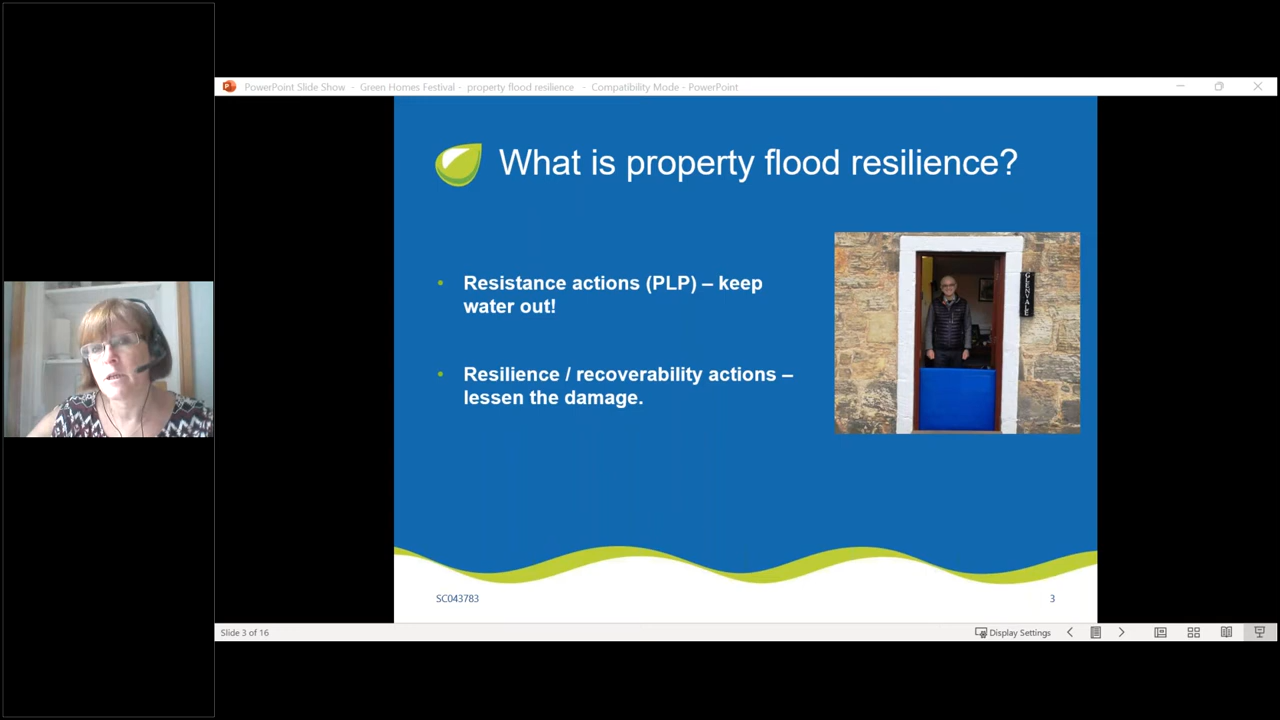 PowerPoint Slide Show - Green Homes Festival - property flood resilience - Compatibility Mode - PowerPoint
What is property flood resilience?
• Resistance actions (PLP) – keep
water out!
• Resilience / recoverability actions –
lessen the damage.
GLENVALE
SC043783
3
Slide 3 of 16
Display Settings